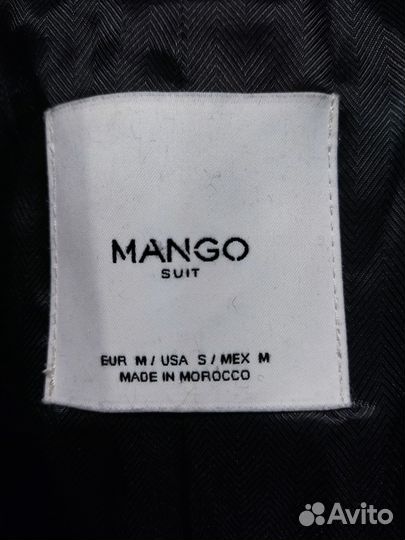 MANGO
SUIT
EUR M / USA S / MEX M
MADE IN MOROCCO
Avito